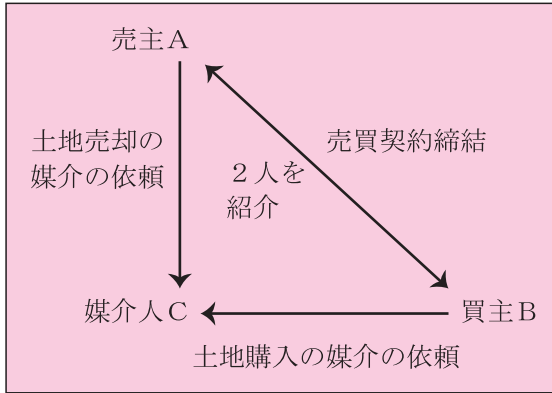 売主A
土地売却の
媒介の依頼
売買契約締結
２人を
紹介
媒介人C
買主B
土地購入の媒介の依頼